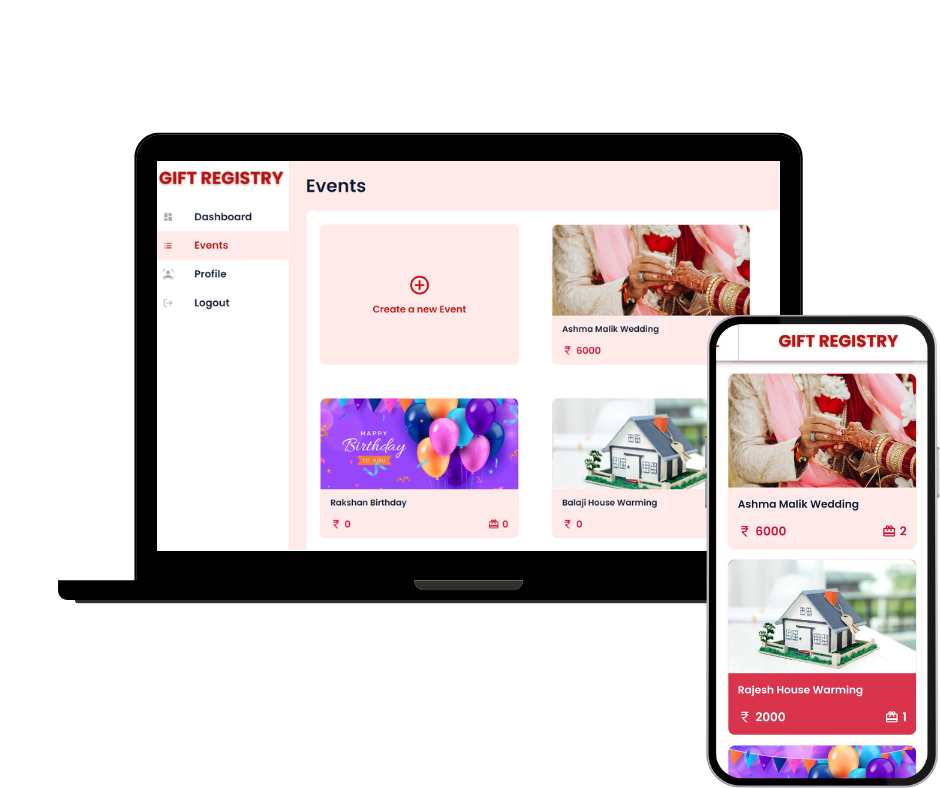 GIFT REGISTRY
Dashboard
Events
Profile
Logout
Events
Create a new Event
Ashma Malik Wedding
₹ 6000
HAPPY
Birthday
TO YOU
Rakshan Birthday
₹ 0
0
Balaji House Warming
₹ 0
GIFT REGISTRY
Ashma Malik Wedding
₹ 6000
2
Rajesh House Warming
₹ 2000
1